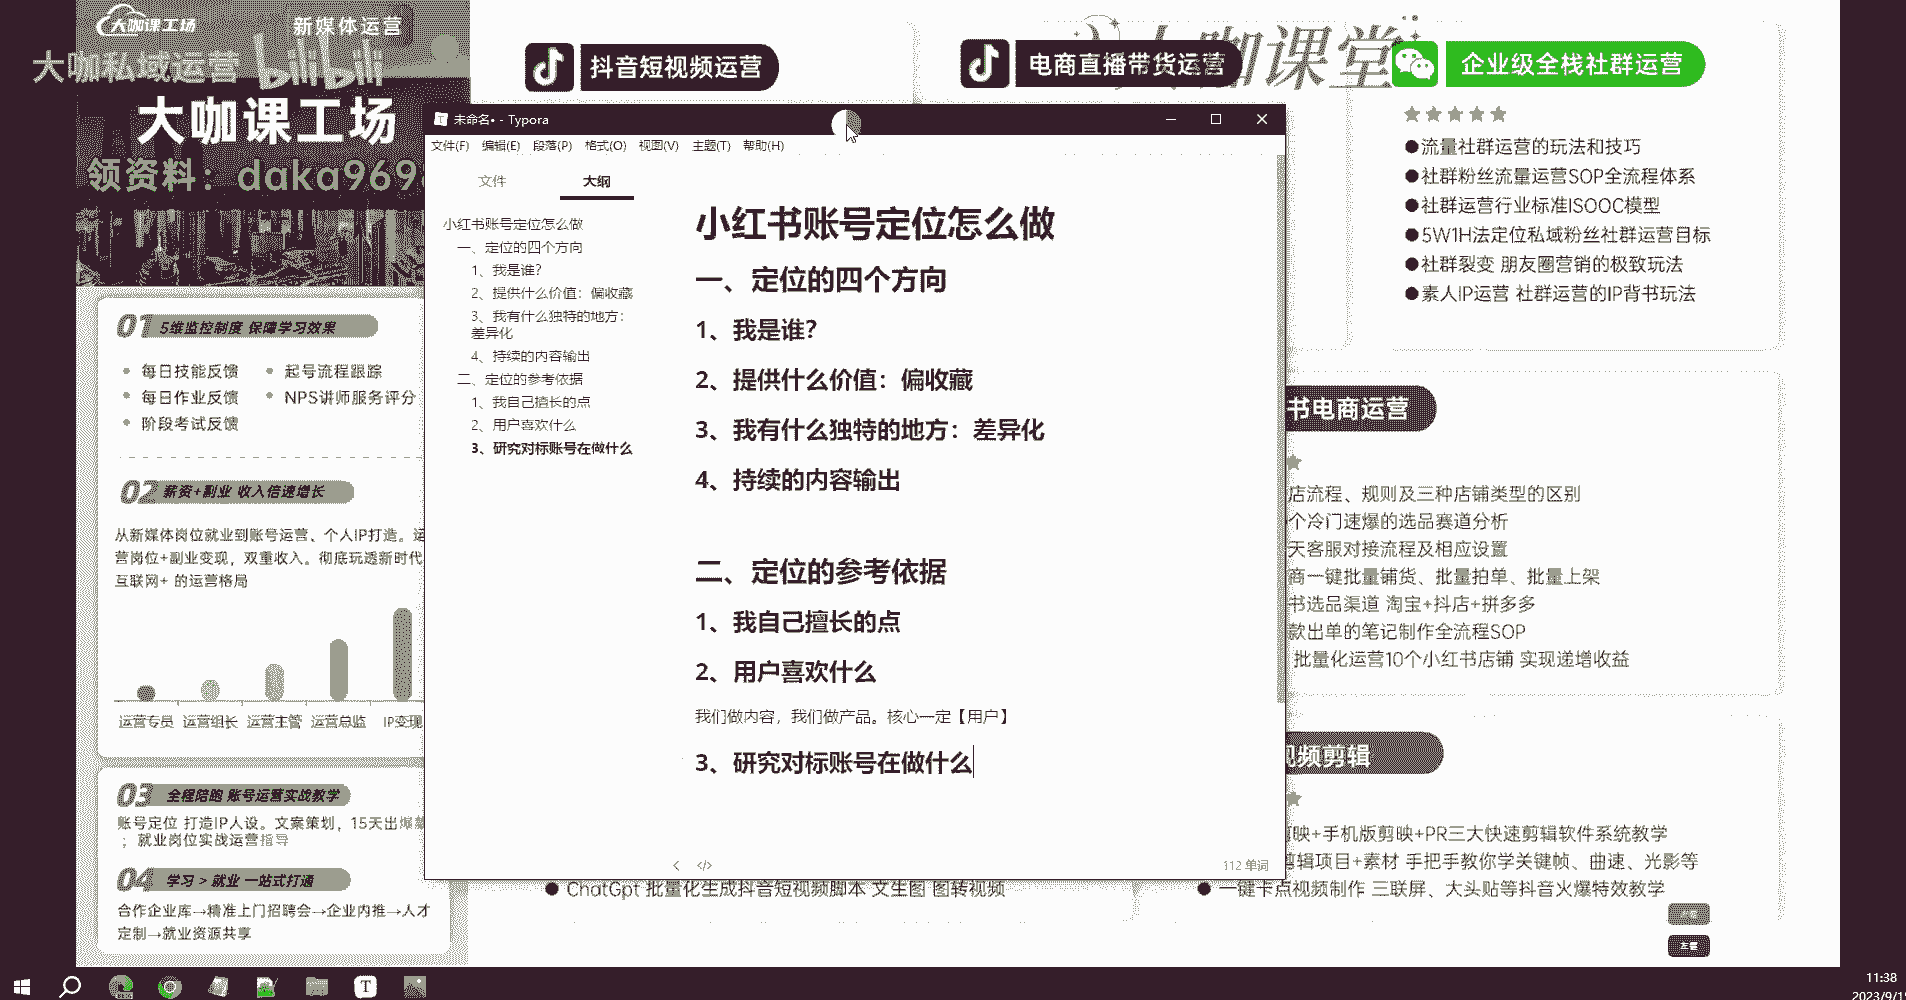 大咖课工场
新媒体运营
大咖私域运营
bilibili
大咖课工场
领资料：daka969
01 5维监控制度 保障学习效果
每日技能反馈
起号流程跟踪
每日作业反馈
NPS讲师服务评分
阶段考试反馈
02 薪资+副业 收入倍速增长
从新媒体岗位就业到账号运营、个人IP打造。运
营岗位+副业变现，双重收入。彻底玩透新时代
互联网+ 的运营格局
运营专员 运营组长 运营主管 运营总监 IP变现
03 全程陪跑 账号运营实战教学
账号定位 打造IP人设。文案策划，15天出爆
；就业岗位实战运营指导
04 学习 > 就业 一站式打通
合作企业库→精准上门招聘会→企业内推→人才
定制→就业资源共享
抖音短视频运营
电商直播带货运营
大咖课堂
企业级全栈社群运营
●流量社群运营的玩法和技巧
●社群粉丝流量运营SOP全流程体系
●社群运营行业标准ISOOC模型
●5W1H法定位私域粉丝社群运营目标
●社群裂变 朋友圈营销的极致玩法
●素人IP运营 社群运营的IP背书玩法
未命名• - Typora
文件(F) 编辑(E) 段落(P) 格式(O) 视图(V) 主题(T) 帮助(H)
文件
大纲
小红书账号定位怎么做
一、定位的四个方向
1、我是谁？
2、提供什么价值：偏收藏
3、我有什么独特的地方：
差异化
4、持续的内容输出
二、定位的参考依据
1、我自己擅长的点
2、用户喜欢什么
3、研究对标账号在做什么
小红书账号定位怎么做
一、定位的四个方向
1、我是谁？
2、提供什么价值：偏收藏
3、我有什么独特的地方：差异化
4、持续的内容输出
二、定位的参考依据
1、我自己擅长的点
2、用户喜欢什么
我们做内容，我们做产品。核心一定【用户】
3、研究对标账号在做什么
112 单词
书电商运营
店流程、规则及三种店铺类型的区别
个冷门速爆的选品赛道分析
天客服对接流程及相应设置
商一键批量铺货、批量拍单、批量上架
书选品渠道 淘宝+抖店+拼多多
款出单的笔记制作全流程SOP
批量化运营10个小红书店铺 实现递增收益
视频剪辑
剪映+手机版剪映+PR三大快速剪辑软件系统教学
剪辑项目+素材 手把手教你学关键帧、曲速、光影等
●一键卡点视频制作 三联屏、大头贴等抖音火爆特效教学
●ChatGpt 批量化生成抖音短视频脚本 文生图 图转视频
11:38